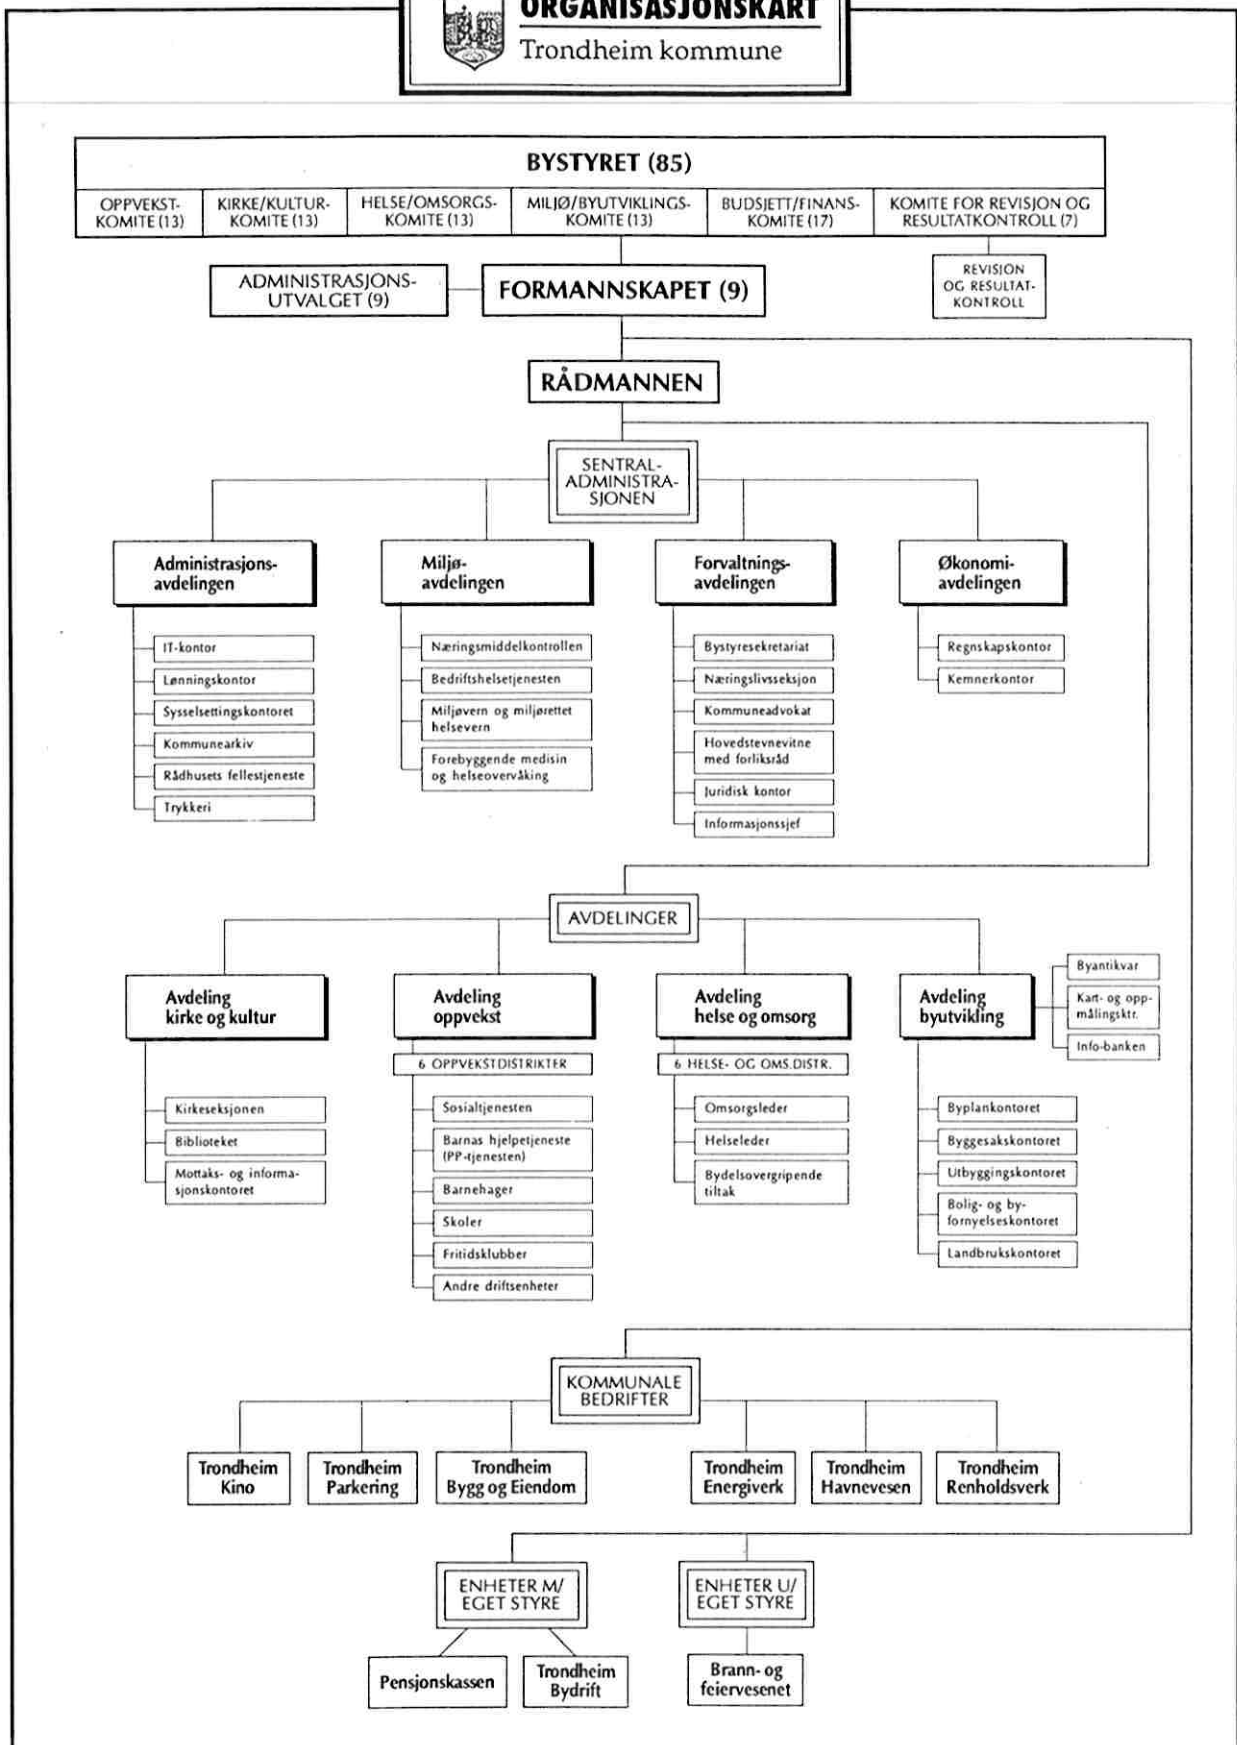 ORGANISASJONSKART
Trondheim kommune
BYSTYRET (85)
OPPVEKST-
KOMITE (13)
KIRKE/KULTUR-
KOMITE (13)
HELSE/OMSORGS-
KOMITE (13)
MILJØ/BYUTVIKLINGS-
KOMITE (13)
BUDSJETT/FINANS-
KOMITE (17)
KOMITE FOR REVISJON OG
RESULTATKONTROLL (7)
ADMINISTRASJONS-
UTVALGET (9)
FORMANNSKAPET (9)
REVISJON
OG RESULTAT-
KONTROLL
RÅDMANNEN
SENTRAL-
ADMINISTRA-
SJONEN
Administrasjons-
avdelingen
IT-kontor
Lønningskontor
Sysselsettingskontoret
Kommunearkiv
Rådhusets fellestjeneste
Trykkeri
Miljø-
avdelingen
Næringsmiddelkontrollen
Bedriftshelsetjenesten
Miljøvern og miljørettet
helsevern
Forebyggende medisin
og helseovervåking
Forvaltnings-
avdelingen
Bystyresekretariat
Næringslivsseksjon
Kommuneadvokat
Hovedstevnevitne
med forliksråd
Juridisk kontor
Informasjonssjef
Økonomi-
avdelingen
Regnskapskontor
Kemnerkontor
AVDELINGER
Avdeling
kirke og kultur
Kirkeseksjonen
Biblioteket
Mottaks- og informa-
sjonskontoret
Avdeling
oppvekst
6 OPPVEKSTDISTRIKTER
Sosialtjenesten
Barnas hjelpetjeneste
(PP-tjenesten)
Barnehager
Skoler
Fritidsklubber
Andre driftsenheter
Avdeling
helse og omsorg
6 HELSE- OG OMS.DISTR.
Omsorgsleder
Helseleder
Bydelsovergripende
tiltak
Avdeling
byutvikling
Byantikvar
Kart- og opp-
målingsktr.
Info-banken
Byplankontoret
Byggesakskontoret
Utbyggingskontoret
Bolig- og by-
fornyelseskontoret
Landbrukskontoret
KOMMUNALE
BEDRIFTER
Trondheim
Kino
Trondheim
Parkering
Trondheim
Bygg og Eiendom
Trondheim
Energiverk
Trondheim
Havnevesen
Trondheim
Renholdsverk
ENHETER M/
EGET STYRE
ENHETER U/
EGET STYRE
Pensjonskassen
Trondheim
Bydrift
Brann- og
feiervesenet